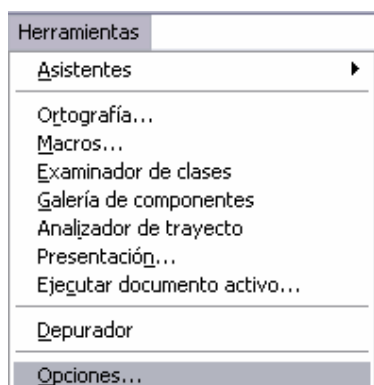 Herramientas
Asistentes
Ortografía...
Macros...
Examinador de clases
Galería de componentes
Analizador de trayecto
Presentación...
Ejecutar documento activo...
Depurador
Opciones...